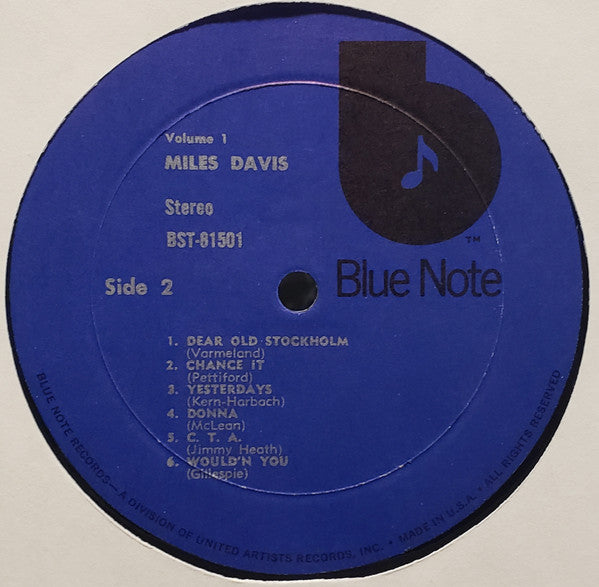 Volume 1
MILES DAVIS
Stereo
BST-81501
Side 2
b
TM
Blue Note
1. DEAR OLD STOCKHOLM
(Varmeland)
2. CHANCE IT
(Pettiford)
3. YESTERDAYS
(Kern-Harbach)
4. DONNA
(McLean)
5. C. T. A.
(Jimmy Heath)
6. WOULD'N YOU
(Gillespie)
BLUE NOTE RECORDS—A DIVISION OF UNITED ARTISTS RECORDS, INC. • MADE IN U.S.A. • ALL RIGHTS RESERVED